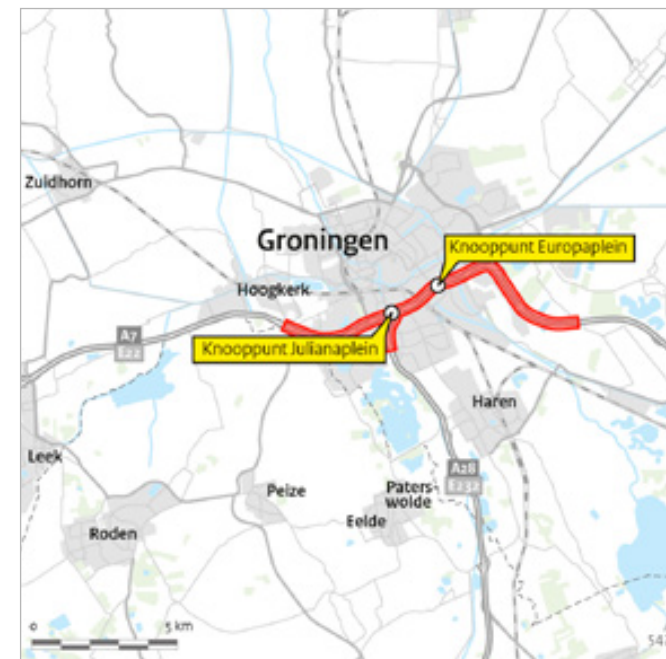 Zuidhorn
Groningen
Knooppunt Europaplein
Hoogkerk
A7
E22
Knooppunt Julianaplein
Haren
Leek
A28
E232
Peize
Paters-
wolde
Eelde
Roden
0 5 km